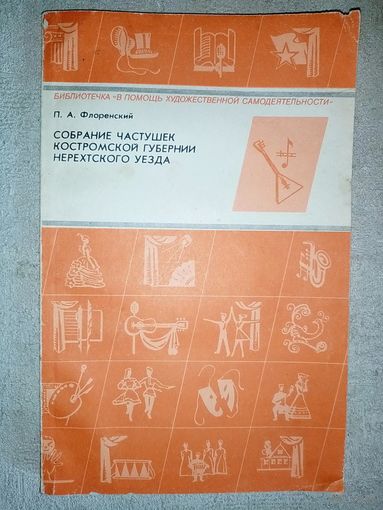 БИБЛИОТЕЧКА «В ПОМОЩЬ ХУДОЖЕСТВЕННОЙ САМОДЕЯТЕЛЬНОСТИ»
П. А. Флоренский
СОБРАНИЕ ЧАСТУШЕК
КОСТРОМСКОЙ ГУБЕРНИИ
НЕРЕХТСКОГО УЕЗДА